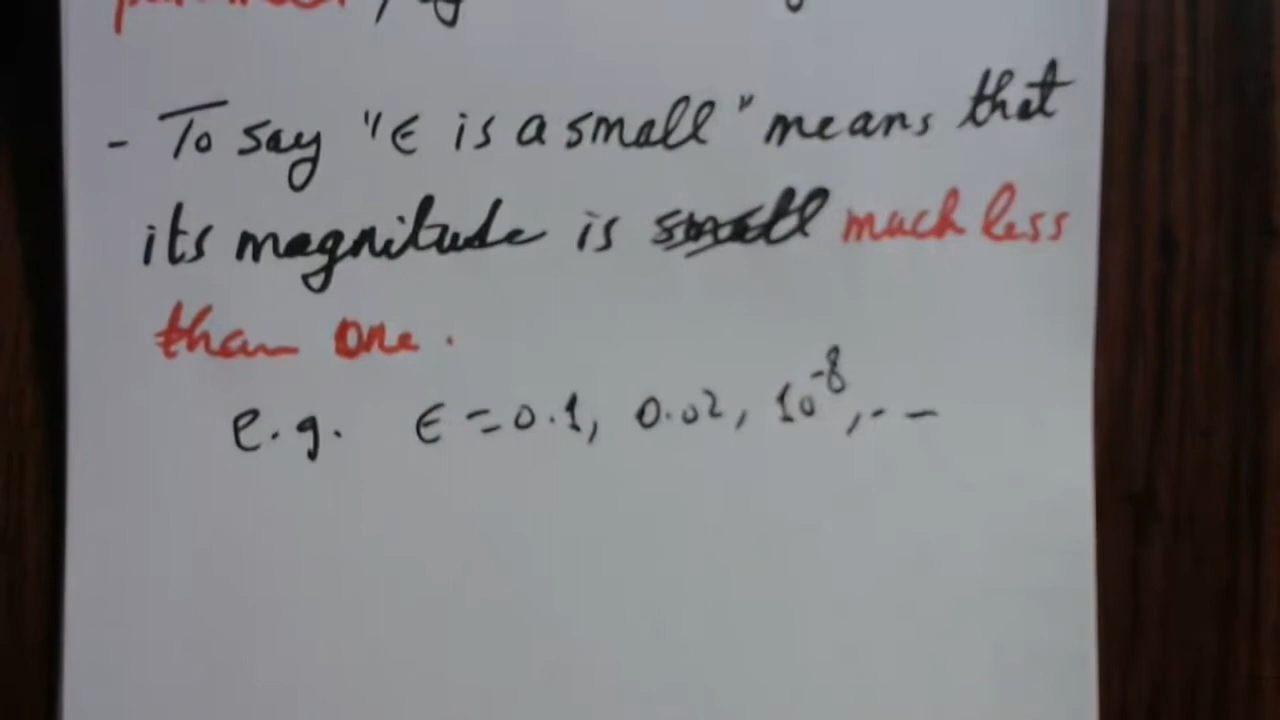 - To say "ϵ is a small" means that
its magnitude is much less
than one.
e.g. ϵ = 0.1, 0.02, 10^-8, . - -